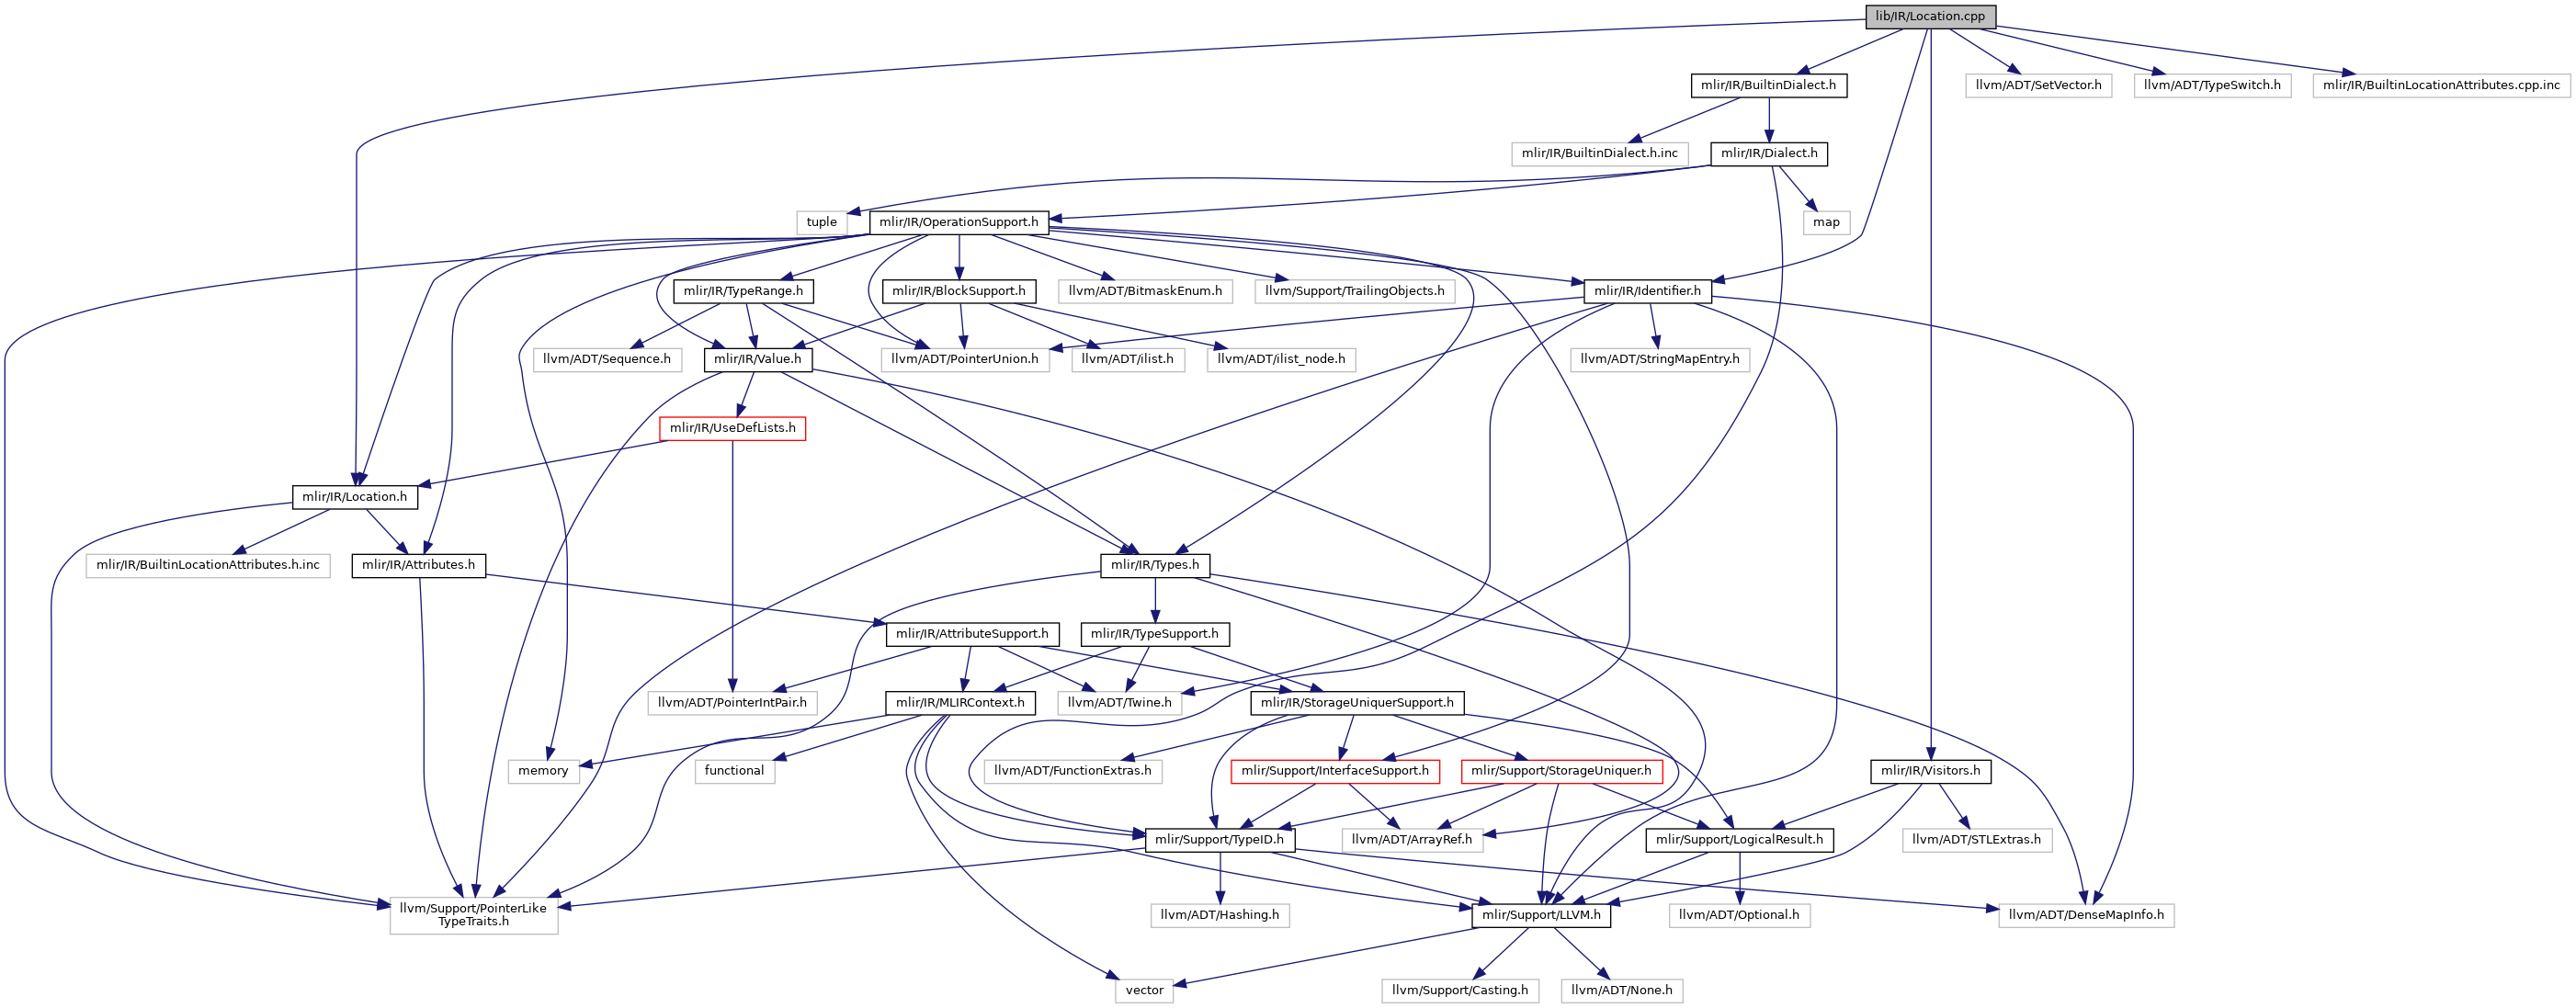 lib/IR/Location.cpp
mlir/IR/BuiltinDialect.h
llvm/ADT/SetVector.h
llvm/ADT/TypeSwitch.h
mlir/IR/BuiltinLocationAttributes.cpp.inc
mlir/IR/BuiltinDialect.h.inc
mlir/IR/Dialect.h
tuple
mlir/IR/OperationSupport.h
map
mlir/IR/TypeRange.h
mlir/IR/BlockSupport.h
llvm/ADT/BitmaskEnum.h
llvm/Support/TrailingObjects.h
mlir/IR/Identifier.h
llvm/ADT/Sequence.h
mlir/IR/Value.h
llvm/ADT/PointerUnion.h
llvm/ADT/ilist.h
llvm/ADT/ilist_node.h
llvm/ADT/StringMapEntry.h
mlir/IR/UseDefLists.h
mlir/IR/Location.h
mlir/IR/BuiltinLocationAttributes.h.inc
mlir/IR/Attributes.h
mlir/IR/Types.h
mlir/IR/AttributeSupport.h
mlir/IR/TypeSupport.h
llvm/ADT/PointerIntPair.h
mlir/IR/MLIRContext.h
llvm/ADT/Twine.h
mlir/IR/StorageUniquerSupport.h
memory
functional
llvm/ADT/FunctionExtras.h
mlir/Support/InterfaceSupport.h
mlir/Support/StorageUniquer.h
mlir/IR/Visitors.h
mlir/Support/TypeID.h
llvm/ADT/ArrayRef.h
mlir/Support/LogicalResult.h
llvm/ADT/STLExtras.h
llvm/Support/PointerLike
TypeTraits.h
llvm/ADT/Hashing.h
mlir/Support/LLVM.h
llvm/ADT/Optional.h
llvm/ADT/DenseMapInfo.h
vector
llvm/Support/Casting.h
llvm/ADT/None.h